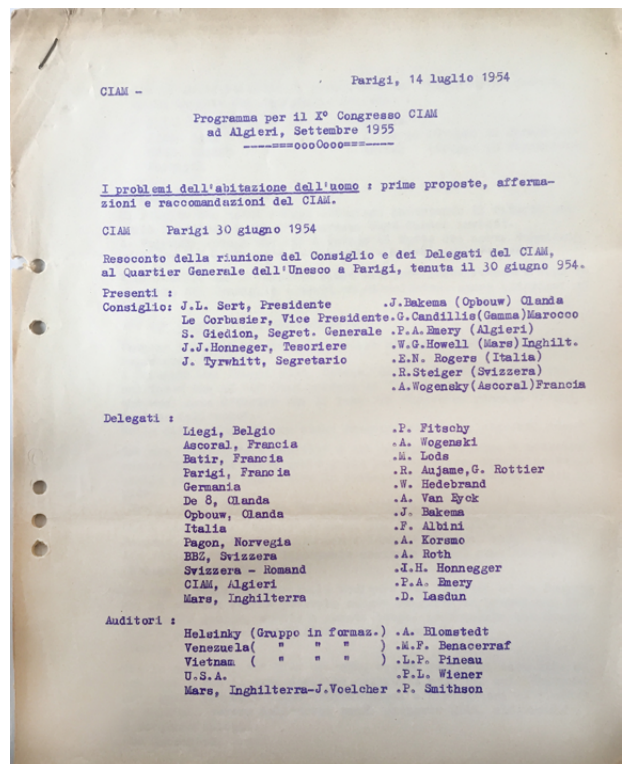 Parigi, 14 luglio 1954
CIAM -
Programma per il X° Congresso CIAM
ad Algieri, Settembre 1955
----===oooOooo===----
I problemi dell'abitazione dell'uomo : prime proposte, afferma-
zioni e raccomandazioni del CIAM.
CIAM Parigi 30 giugno 1954
Resoconto della riunione del Consiglio e dei Delegati del CIAM,
al Quartier Generale dell'Unesco a Parigi, tenuta il 30 giugno 954.
Presenti :
Consiglio: J.L. Sert, Presidente .J.Bakema (Opbouw) Olanda
Le Corbusier, Vice Presidente.G.Candillis(Gamma)Marocco
S. Giedion, Segret. Generale .P.A.Emery (Algieri)
J.J.Honneger, Tesoriere .W.G.Howell (Mars)Inghilt.
J. Tyrwhitt, Segretario .E.N. Rogers (Italia)
.R.Steiger (Svizzera)
.A.Wogensky(Ascoral)Francia
Delegati :
Liegi, Belgio .P. Fitschy
Ascoral, Francia .A. Wogenski
Batir, Francia .M. Lods
Parigi, Francia .R. Aujame,G. Rottier
Germania .W. Hedebrand
De 8, Olanda .A. Van Eyck
Opbouw, Olanda .J. Bakema
Italia .F. Albini
Pagon, Norvegia .A. Korsmo
BBZ, Svizzera .A. Roth
Svizzera - Romand .I.H. Honnegger
CIAM, Algieri .P.A. Emery
Mars, Inghilterra .D. Lasdun
Auditori :
Helsinky (Gruppo in formaz.) .A. Blomstedt
Venezuela( " " " ) .M.F. Benacerraf
Vietnam ( " " " ) .L.P. Pineau
U.S.A. .P.L. Wiener
Mars, Inghilterra-J.Voelcher .P. Smithson